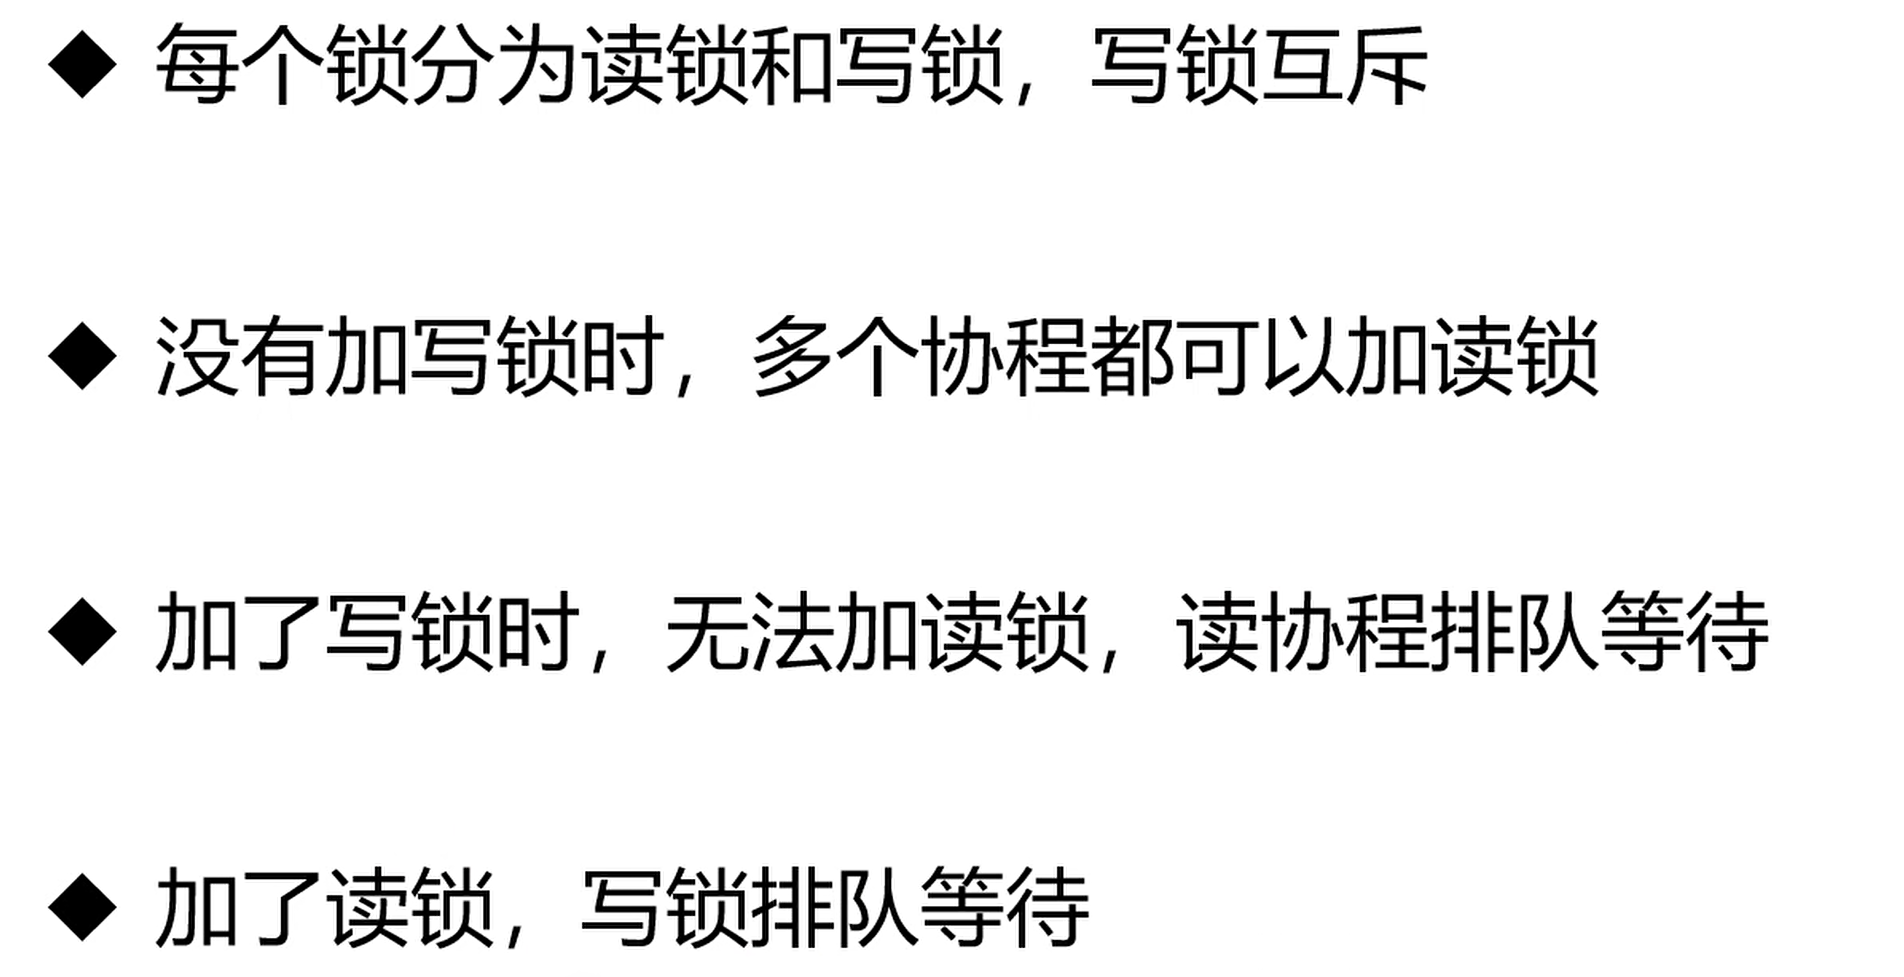 ◆ 每个锁分为读锁和写锁，写锁互斥
◆ 没有加写锁时，多个协程都可以加读锁
◆ 加了写锁时，无法加读锁，读协程排队等待
◆ 加了读锁，写锁排队等待